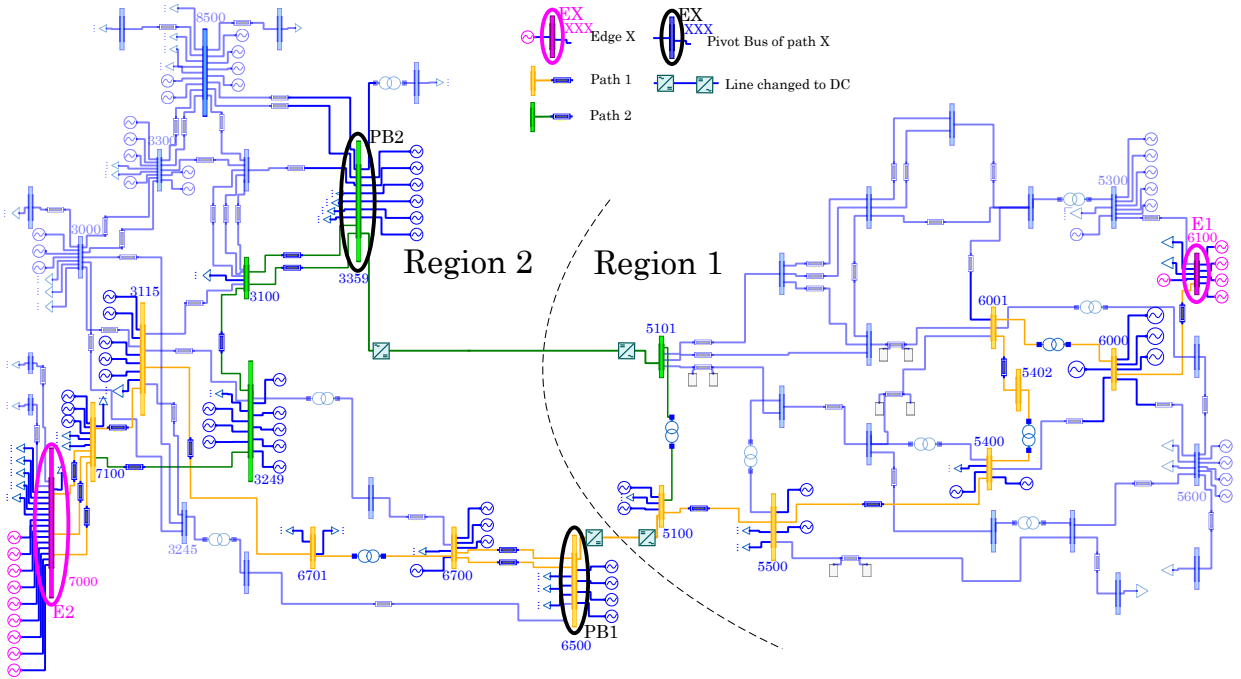 8500
EX
XXX
Edge X
EX
XXX
Pivot Bus of path X
Path 1
Line changed to DC
Path 2
PB2
3300
5300
E1
6100
3000
Region 2
Region 1
3359
3100
3115
6001
6000
5101
5402
7100
3249
5400
5600
3245
7000
E2
6701
6700
5100
5500
PB1
6500